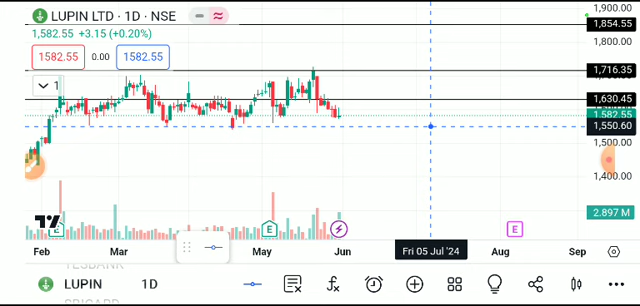 1,900.00
LUPIN LTD · 1D · NSE
1,854.55
1,582.55 +3.15 (+0.20%)
1,800.00
1582.55 0.00 1582.55
1,716.35
1
1,630.45
1,582.55
1,550.60
1,500.00
1,400.00
2.897 M
E E E
Feb Mar May Jun Fri 05 Jul '24 Aug Sep
YESBANK
LUPIN 1D